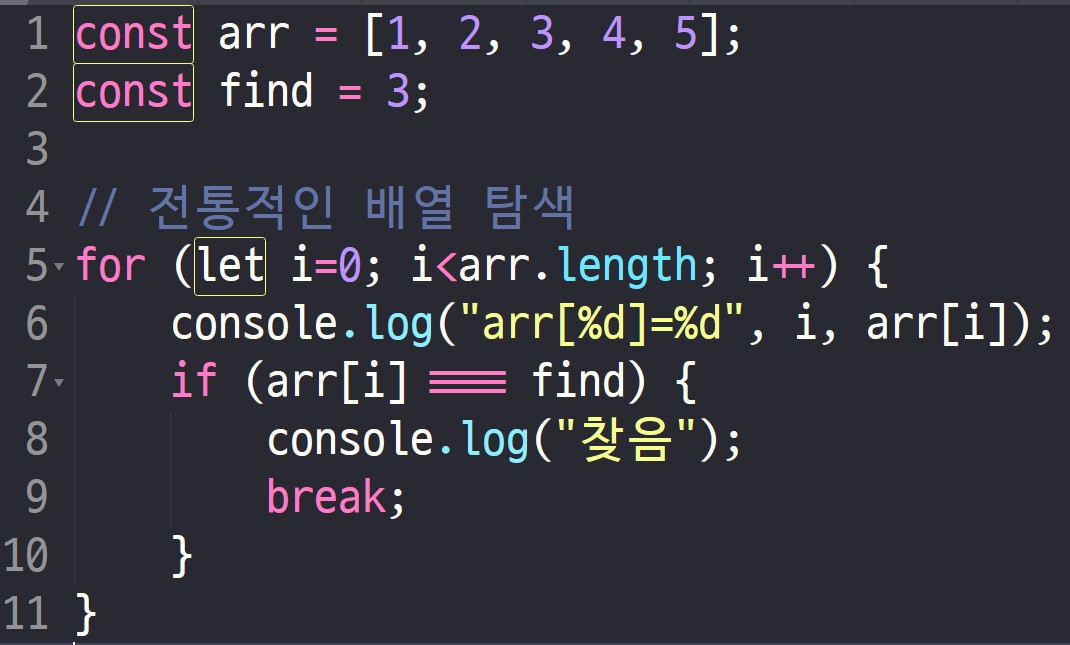 1 const arr = [1, 2, 3, 4, 5];
2 const find = 3;
3
4 // 전통적인 배열 탐색
5 for (let i=0; i<arr.length; i++) {
6 console.log("arr[%d]=%d", i, arr[i]);
7 if (arr[i] === find) {
8 console.log("찾음");
9 break;
10 }
11 }